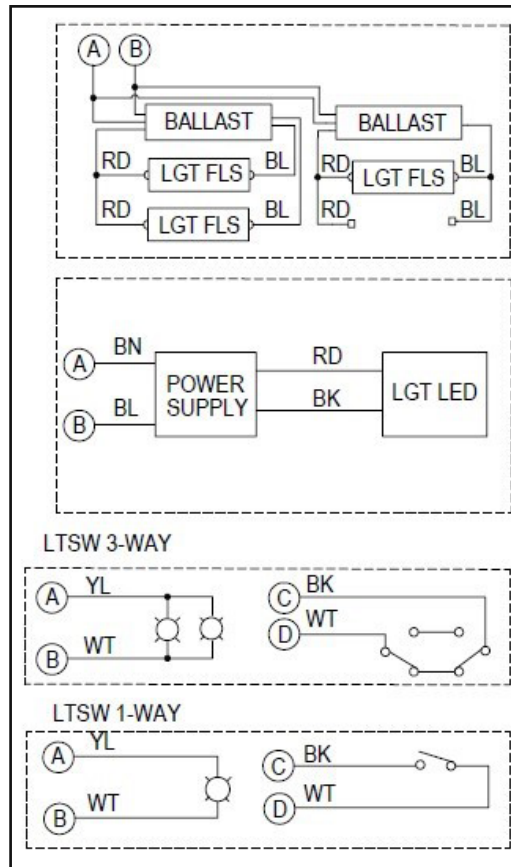 A B
BALLAST BALLAST
RD LGT FLS BL RD LGT FLS BL
RD LGT FLS BL RD BL
A BN POWER SUPPLY RD LGT LED
B BL BK
LTSW 3-WAY
A YL C BK
B WT D WT
LTSW 1-WAY
A YL C BK
B WT D WT